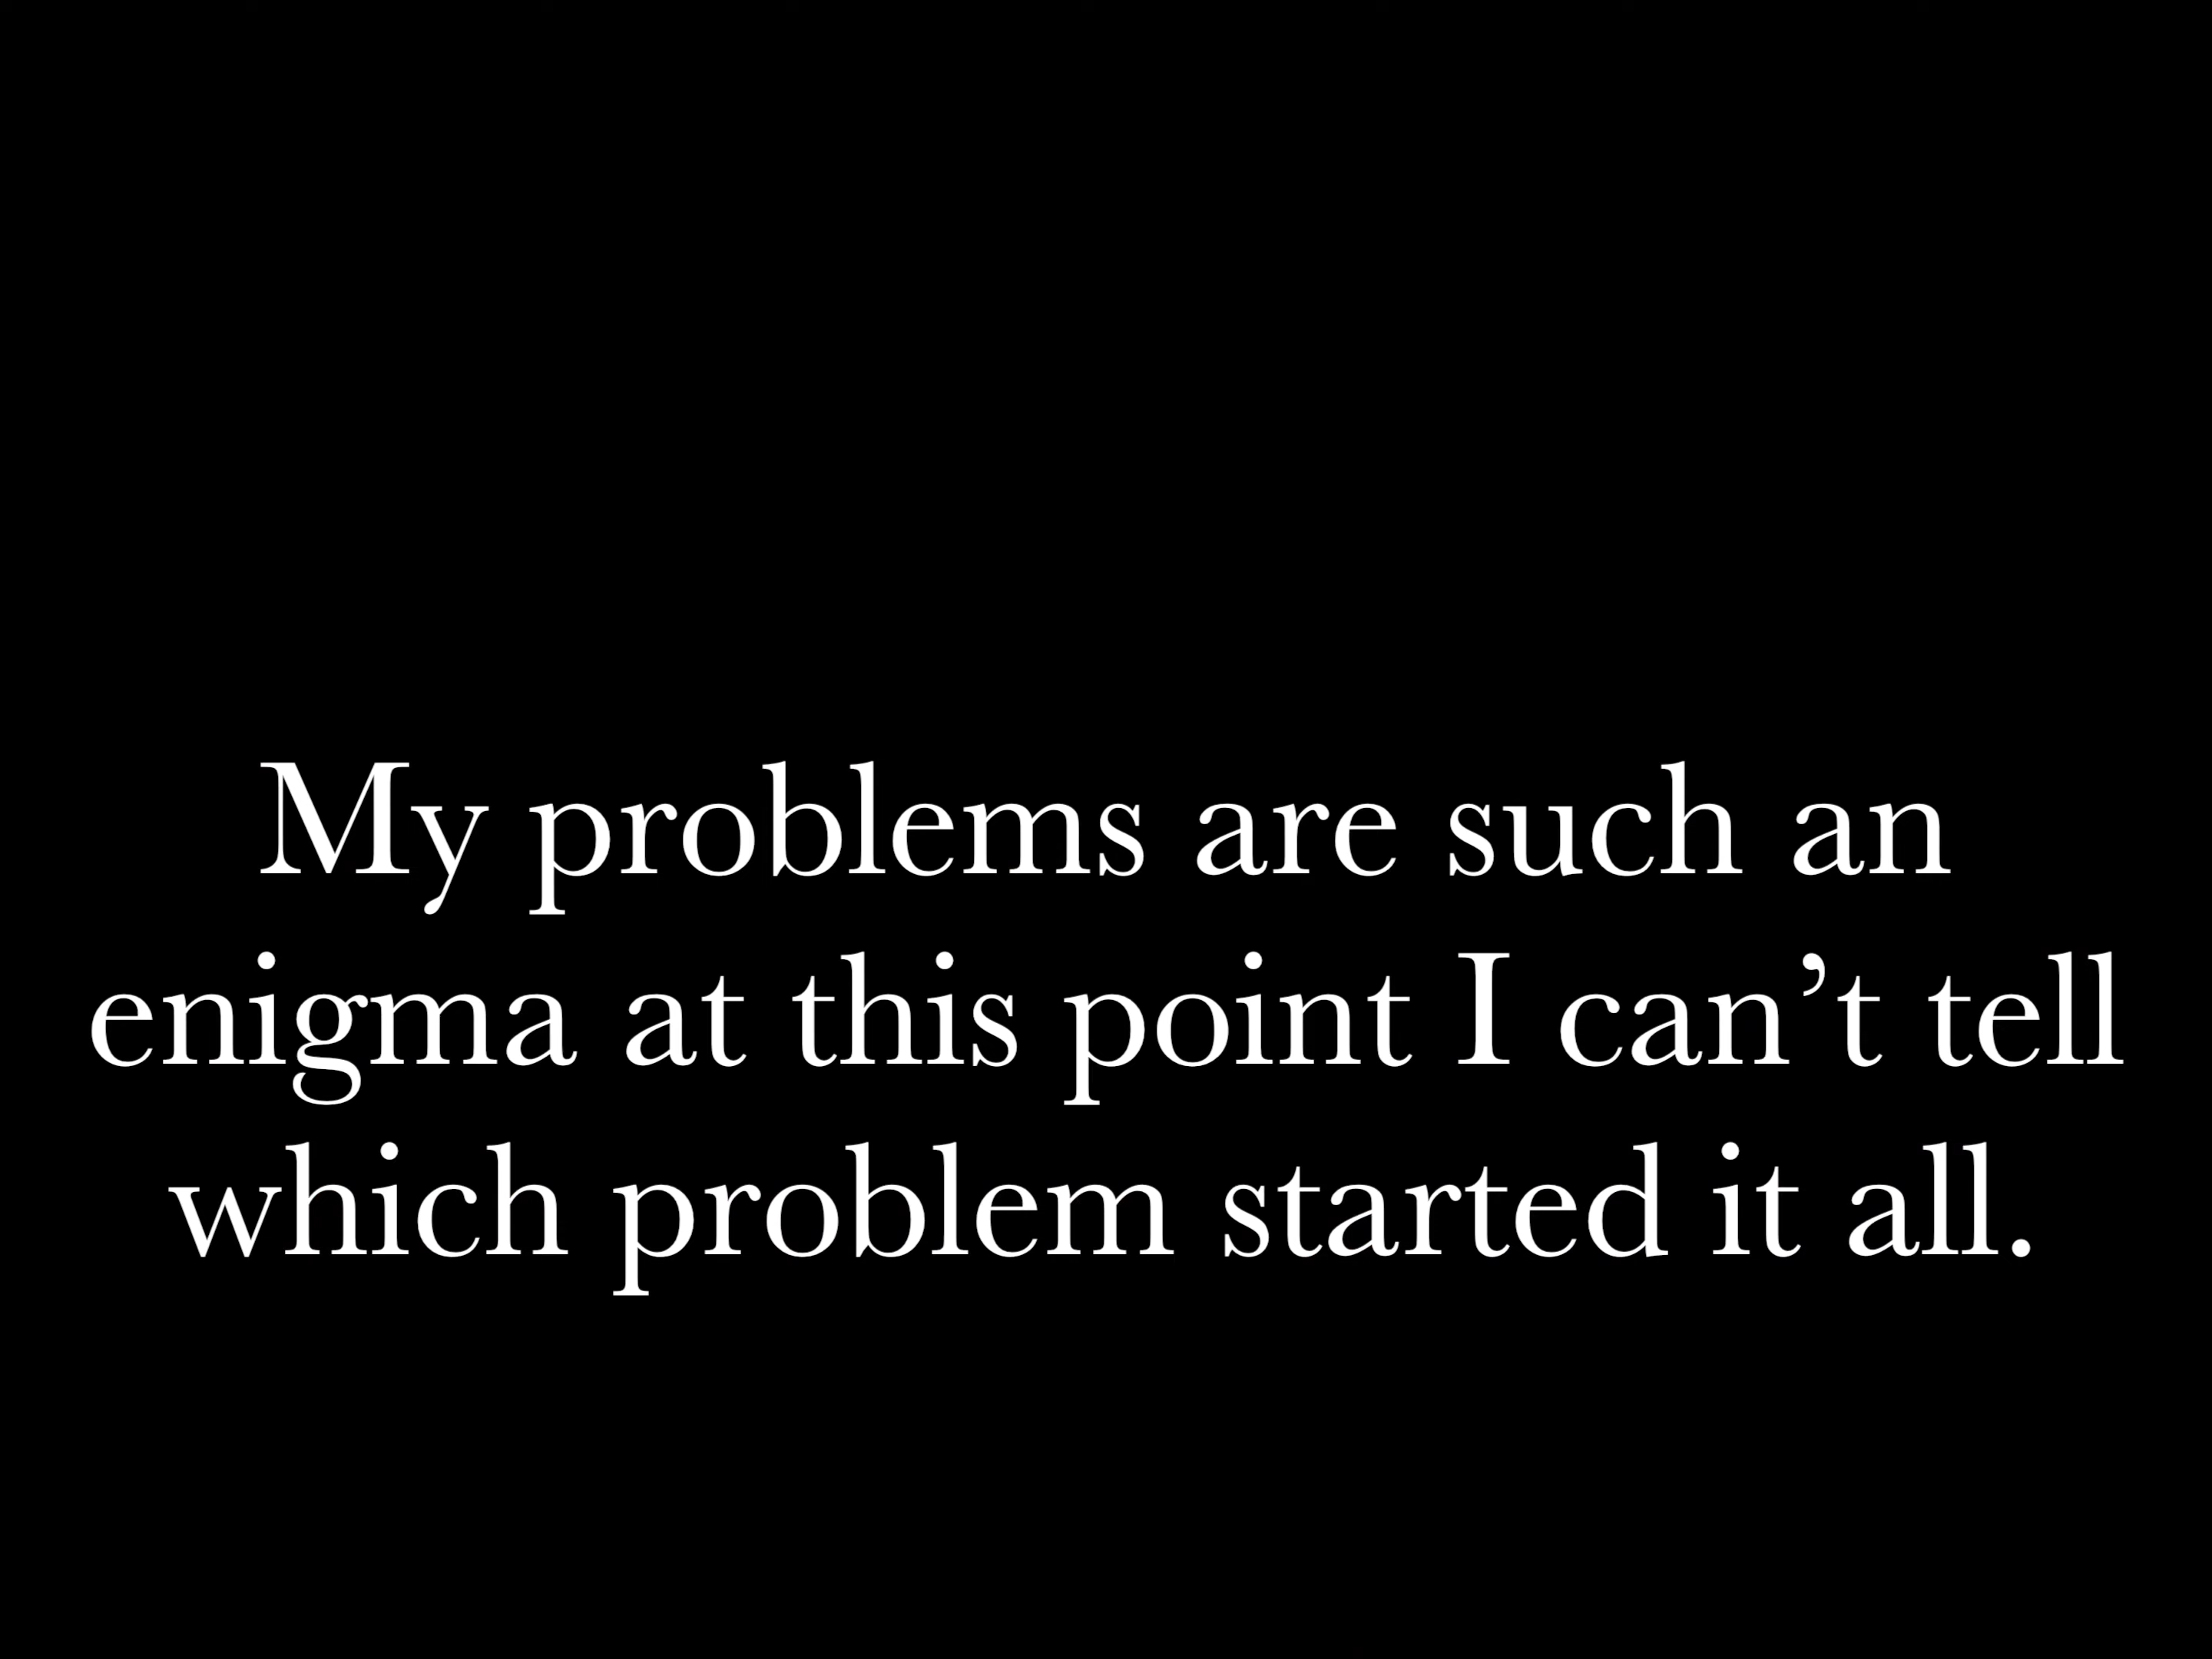 My problems are such an
enigma at this point I can’t tell
which problem started it all.